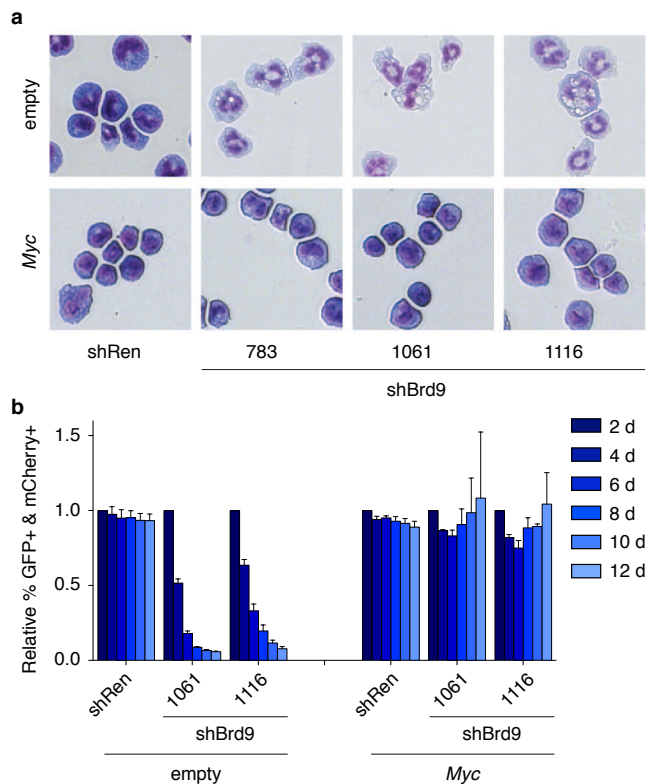 a
empty
Myc
shRen 783 1061 1116
shBrd9
b
Relative % GFP+ & mCherry+
1.5
1.0
0.5
0.0
2 d
4 d
6 d
8 d
10 d
12 d
shRen 1061 1116 shRen 1061 1116
shBrd9 shBrd9
empty Myc